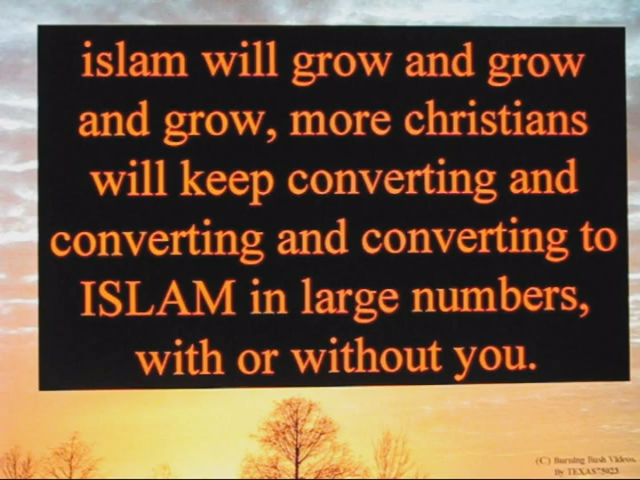 islam will grow and grow
and grow, more christians
will keep converting and
converting and converting to
ISLAM in large numbers,
with or without you.
(C) Burning Bush Videos.
By TEXAS75025